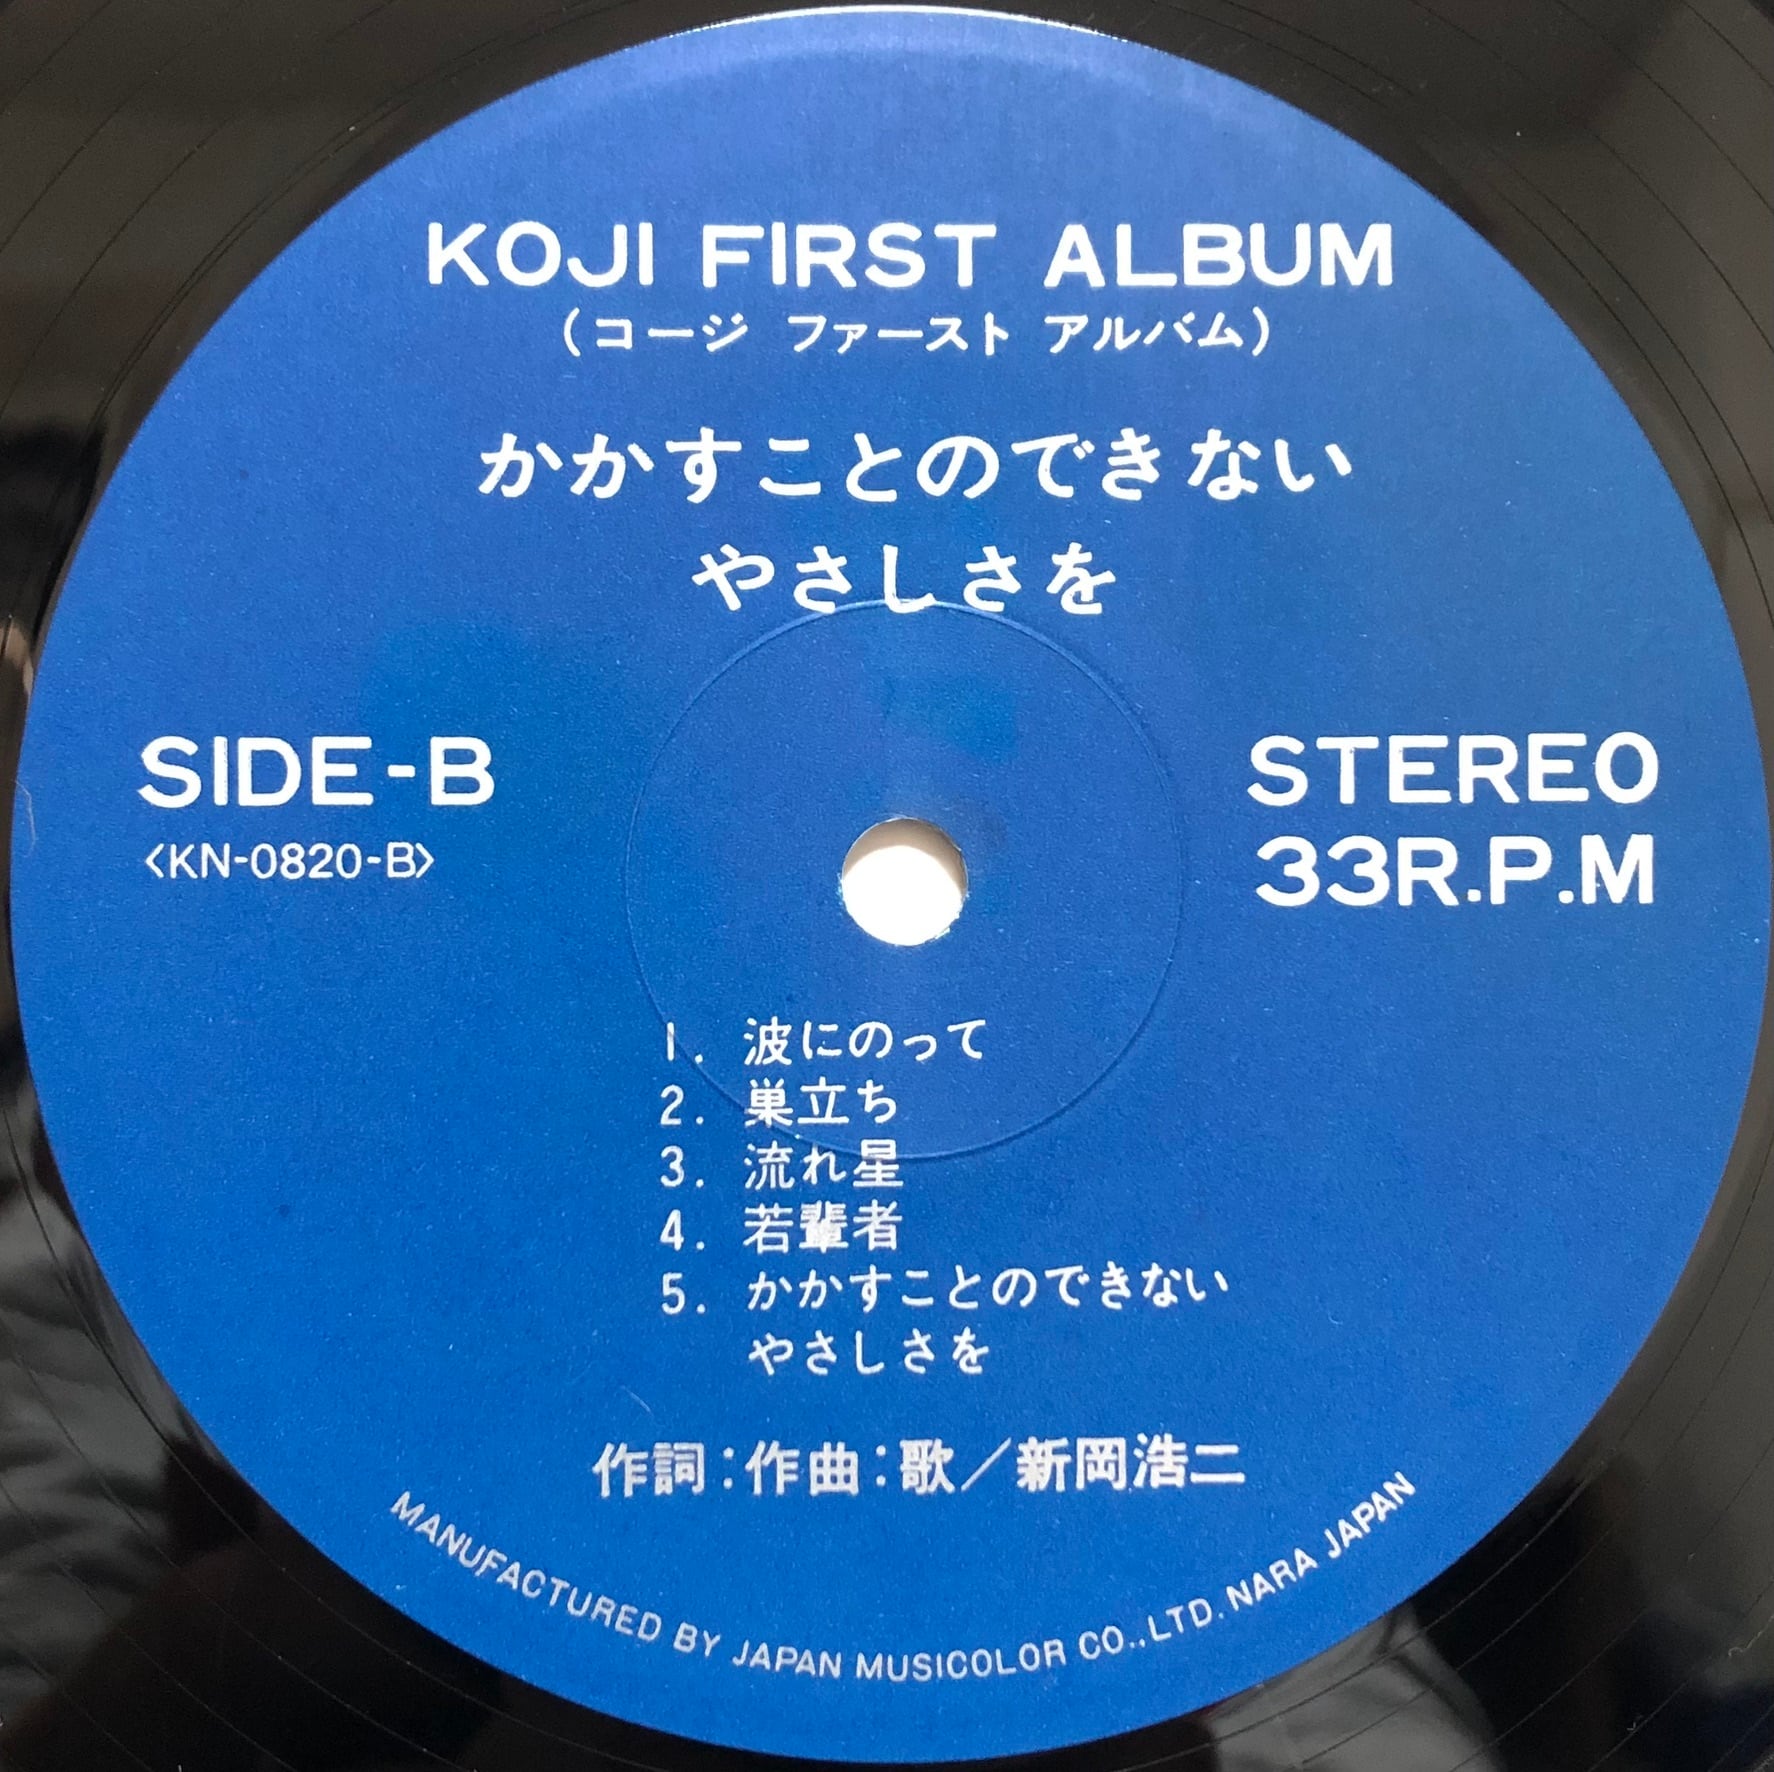 KOJI FIRST ALBUM
(コージ ファースト アルバム)
かかすことのできない
やさしさを
SIDE-B
<KN-0820-B>
STEREO
33R.P.M
1. 波にのって
2. 巣立ち
3. 流れ星
4. 若輩者
5. かかすことのできない
やさしさを
作詞:作曲:歌/新岡浩二
MANUFACTURED BY JAPAN MUSICOLOR CO., LTD. NARA JAPAN